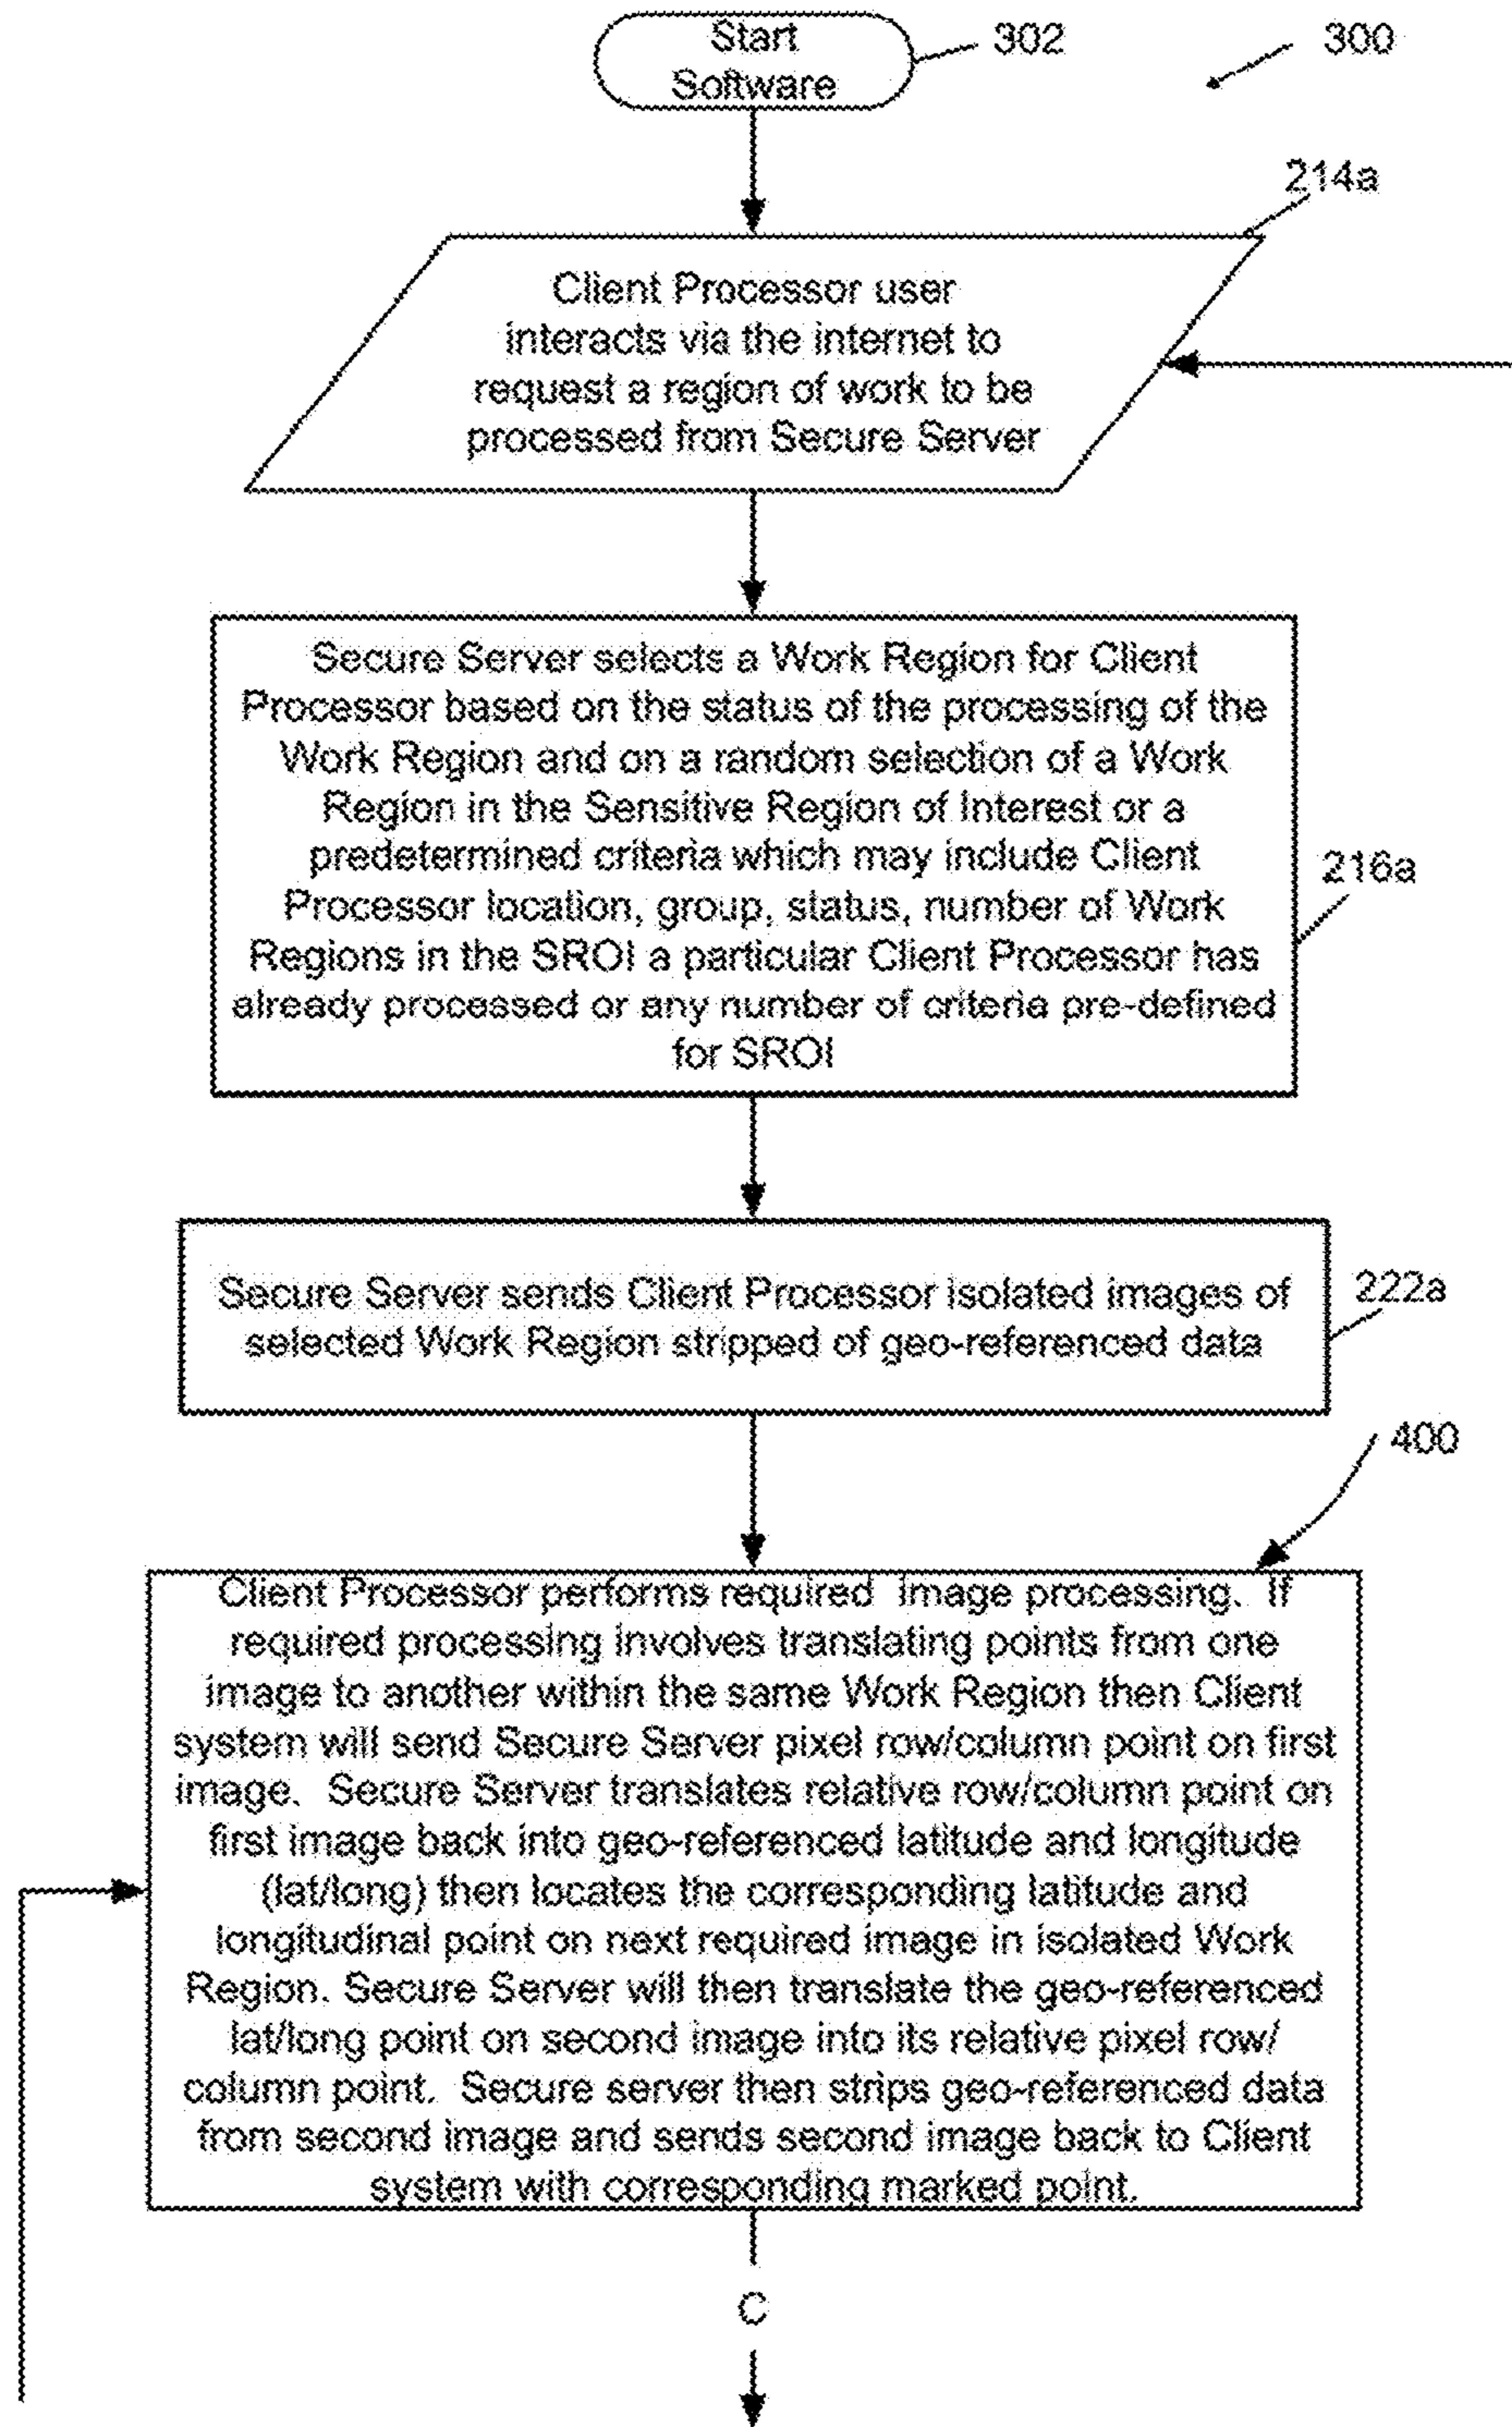 Start
Software
302
300
214a
Client Processor user
interacts via the internet to
request a region of work to be
processed from Secure Server
Secure Server selects a Work Region for Client
Processor based on the status of the processing of the
Work Region and on a random selection of a Work
Region in the Sensitive Region of Interest or a
predetermined criteria which may include Client
Processor location, group, status, number of Work
Regions in the SROI a particular Client Processor has
already processed or any number of criteria pre-defined
for SROI
216a
Secure Server sends Client Processor isolated images of
selected Work Region stripped of geo-referenced data
222a
400
Client Processor performs required  Image processing.  If
required processing involves translating points from one
image to another within the same Work Region then Client
system will send Secure Server pixel row/column point on first
image.  Secure Server translates relative row/column point on
first image back into geo-referenced latitude and longitude
(lat/long) then locates the corresponding latitude and
longitudinal point on next required image in isolated Work
Region. Secure Server will then translate the geo-referenced
lat/long point on second image into its relative pixel row/
column point.  Secure server then strips geo-referenced data
from second image and sends second image back to Client
system with corresponding marked point.
C